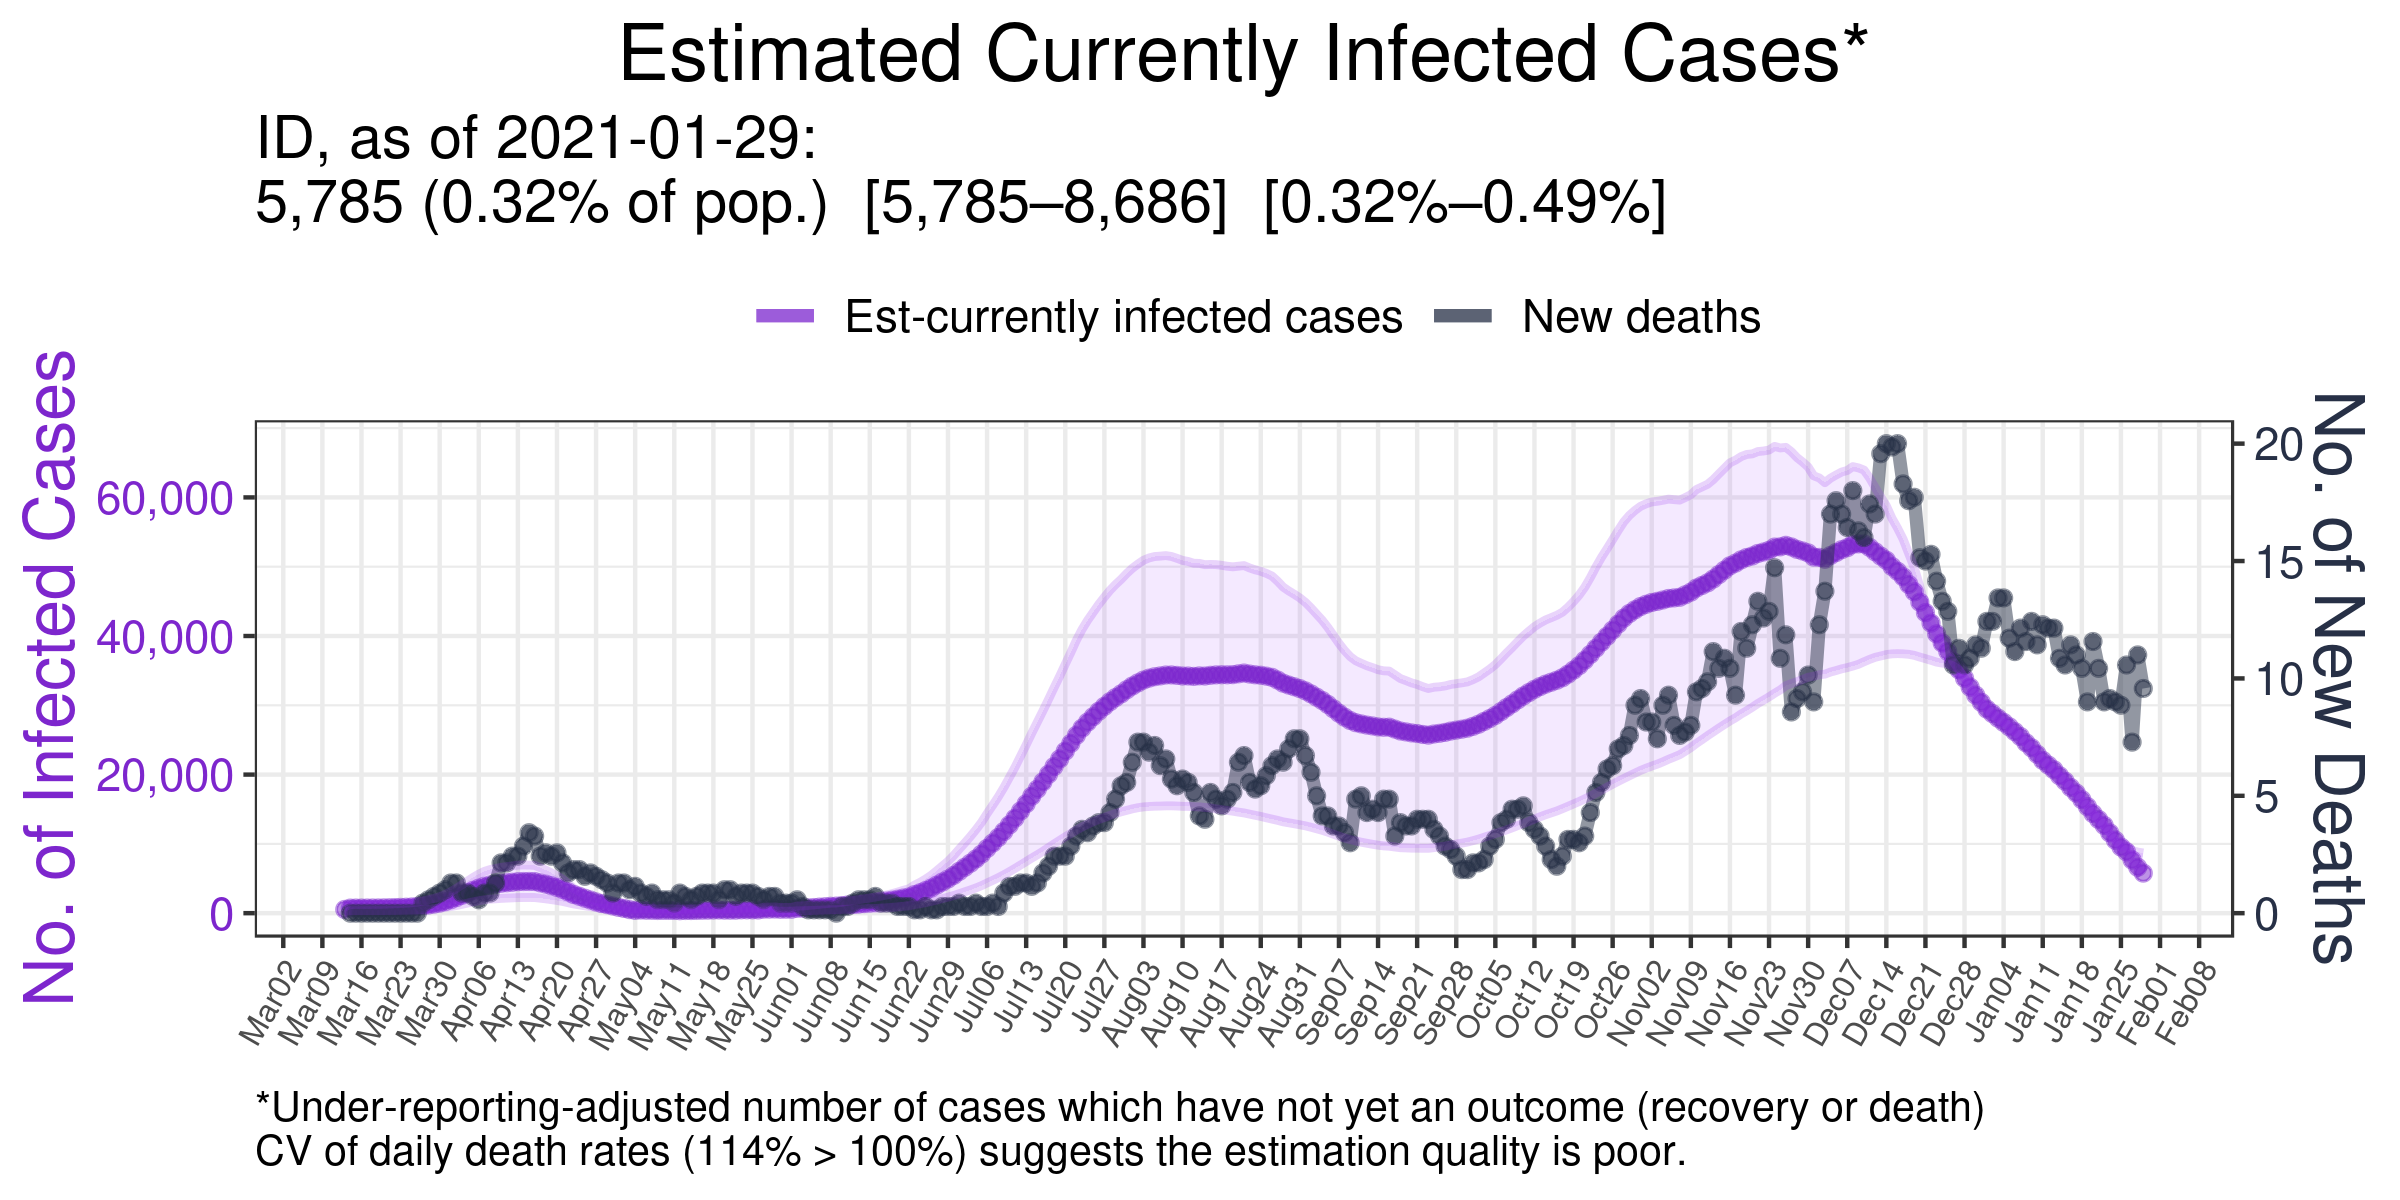 Estimated Currently Infected Cases*
ID, as of 2021-01-29:
5,785 (0.32% of pop.) [5,785–8,686] [0.32%–0.49%]
Est-currently infected cases
New deaths
No. of Infected Cases
60,000
40,000
20,000
0
20
15
10
5
0
No. of New Deaths
Mar02
Mar09
Mar16
Mar23
Mar30
Apr06
Apr13
Apr20
Apr27
May04
May11
May18
May25
Jun01
Jun08
Jun15
Jun22
Jun29
Jul06
Jul13
Jul20
Jul27
Aug03
Aug10
Aug17
Aug24
Aug31
Sep07
Sep14
Sep21
Sep28
Oct05
Oct12
Oct19
Oct26
Nov02
Nov09
Nov16
Nov23
Nov30
Dec07
Dec14
Dec21
Dec28
Jan04
Jan11
Jan18
Jan25
Feb01
Feb08
*Under-reporting-adjusted number of cases which have not yet an outcome (recovery or death)
CV of daily death rates (114% > 100%) suggests the estimation quality is poor.